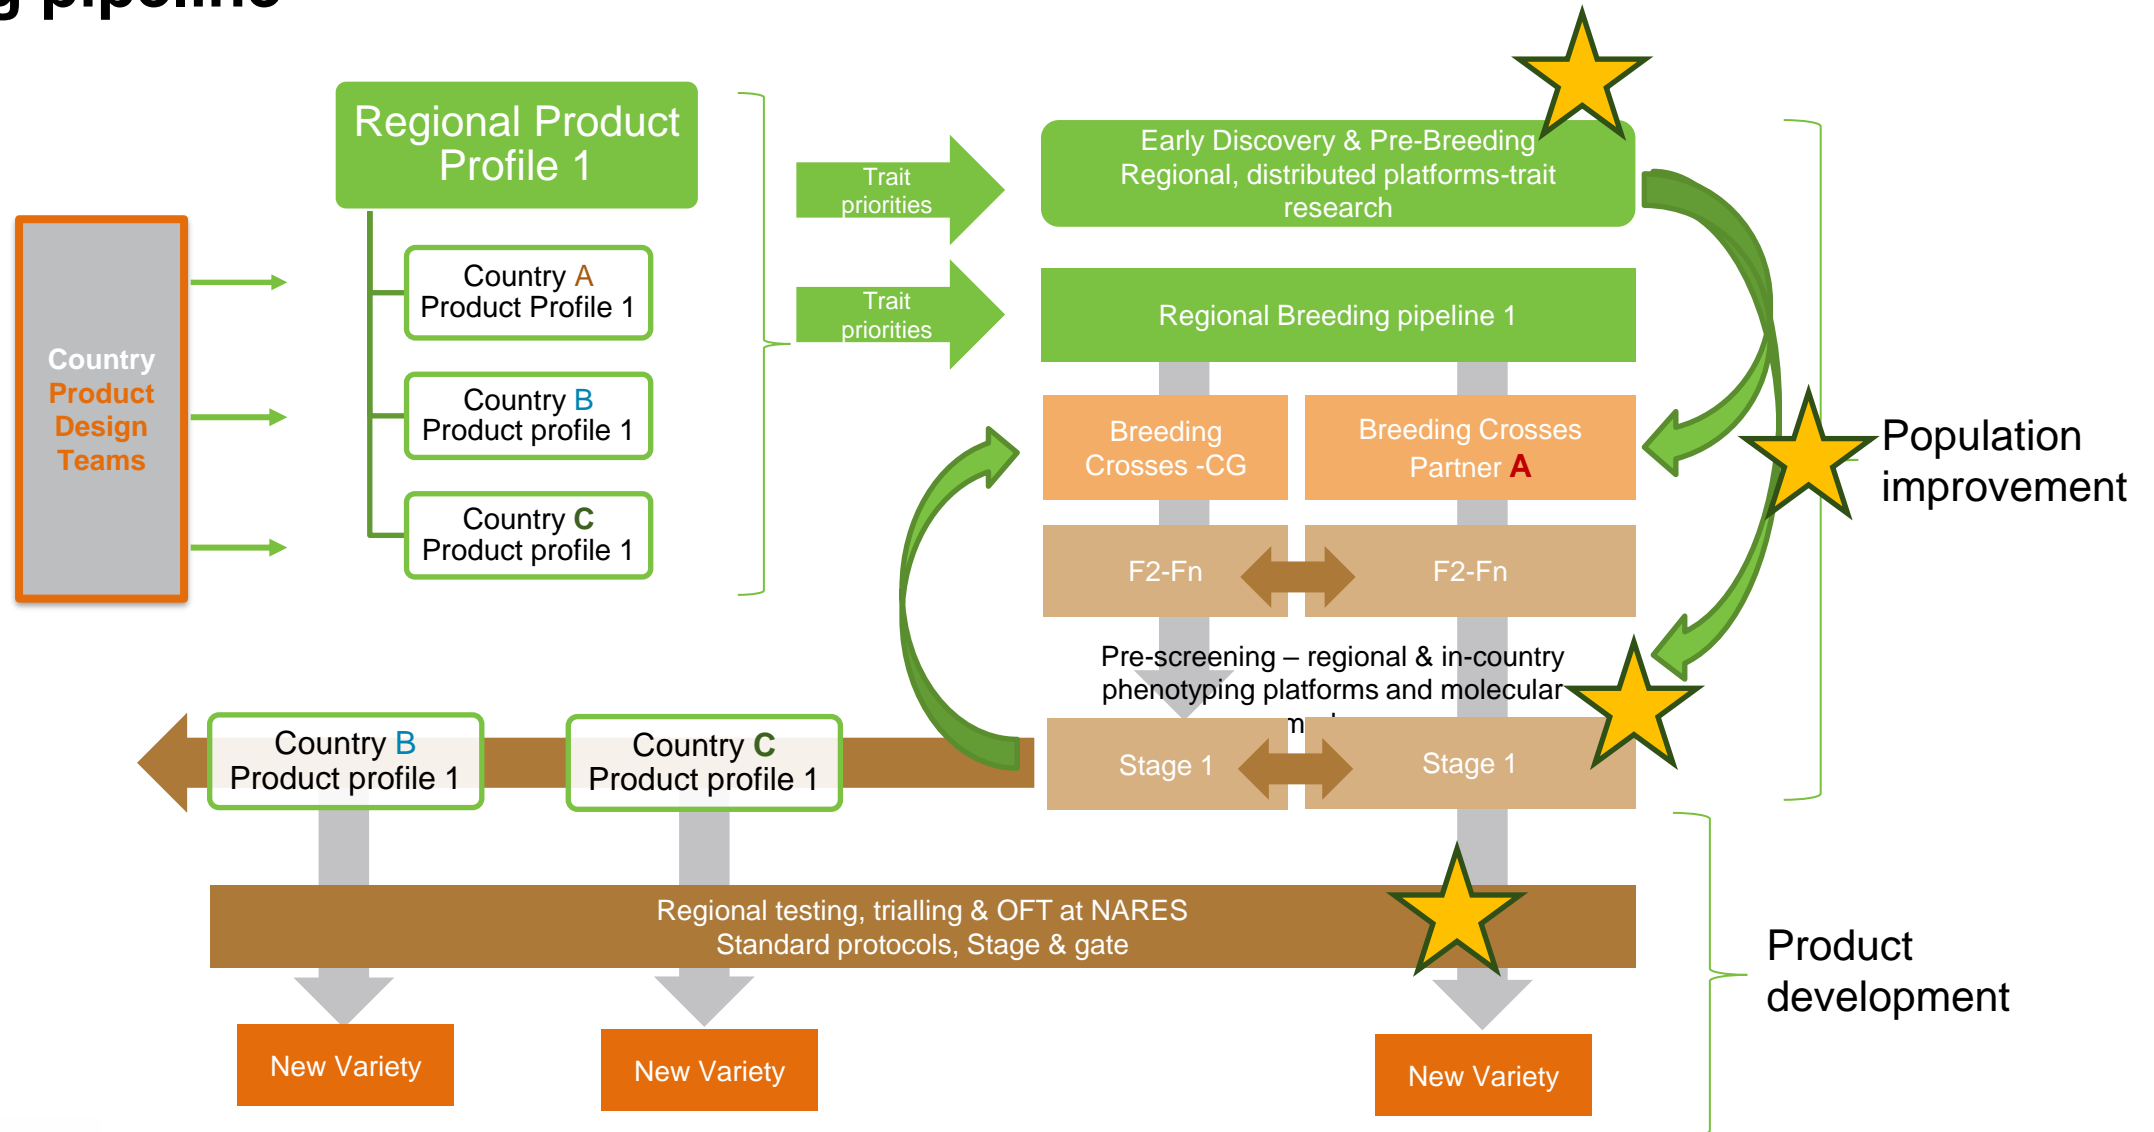 pipeline
Regional Product
Profile 1
Country A
Product Profile 1
Country B
Product profile 1
Country C
Product profile 1
Country
Product
Design
Teams
Trait
priorities
Trait
priorities
Early Discovery & Pre-Breeding
Regional, distributed platforms-trait
research
Regional Breeding pipeline 1
Breeding
Crosses -CG
Breeding Crosses
Partner A
F2-Fn
F2-Fn
Pre-screening – regional & in-country
phenotyping platforms and molecular
Stage 1
Stage 1
Population
improvement
Country B
Product profile 1
Country C
Product profile 1
Regional testing, trialling & OFT at NARES
Standard protocols, Stage & gate
Product
development
New Variety
New Variety
New Variety